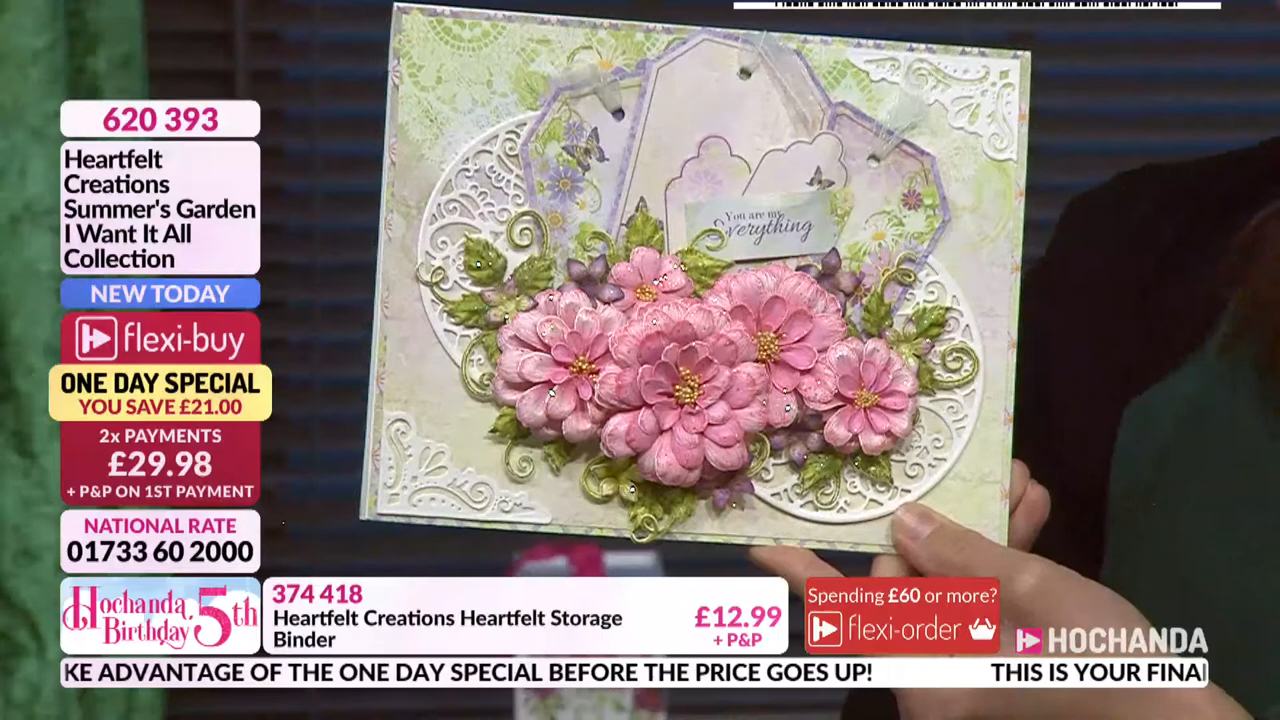 620 393
Heartfelt
Creations
Summer's Garden
I Want It All
Collection
NEW TODAY
flexi-buy
ONE DAY SPECIAL
YOU SAVE £21.00
2x PAYMENTS
£29.98
+ P&P ON 1ST PAYMENT
NATIONAL RATE
01733 60 2000
You are my
Everything
Hochanda
Birthday 5th
374 418
Heartfelt Creations Heartfelt Storage
Binder
£12.99
+ P&P
Spending £60 or more?
flexi-order
HOCHANDA
KE ADVANTAGE OF THE ONE DAY SPECIAL BEFORE THE PRICE GOES UP! THIS IS YOUR FINA